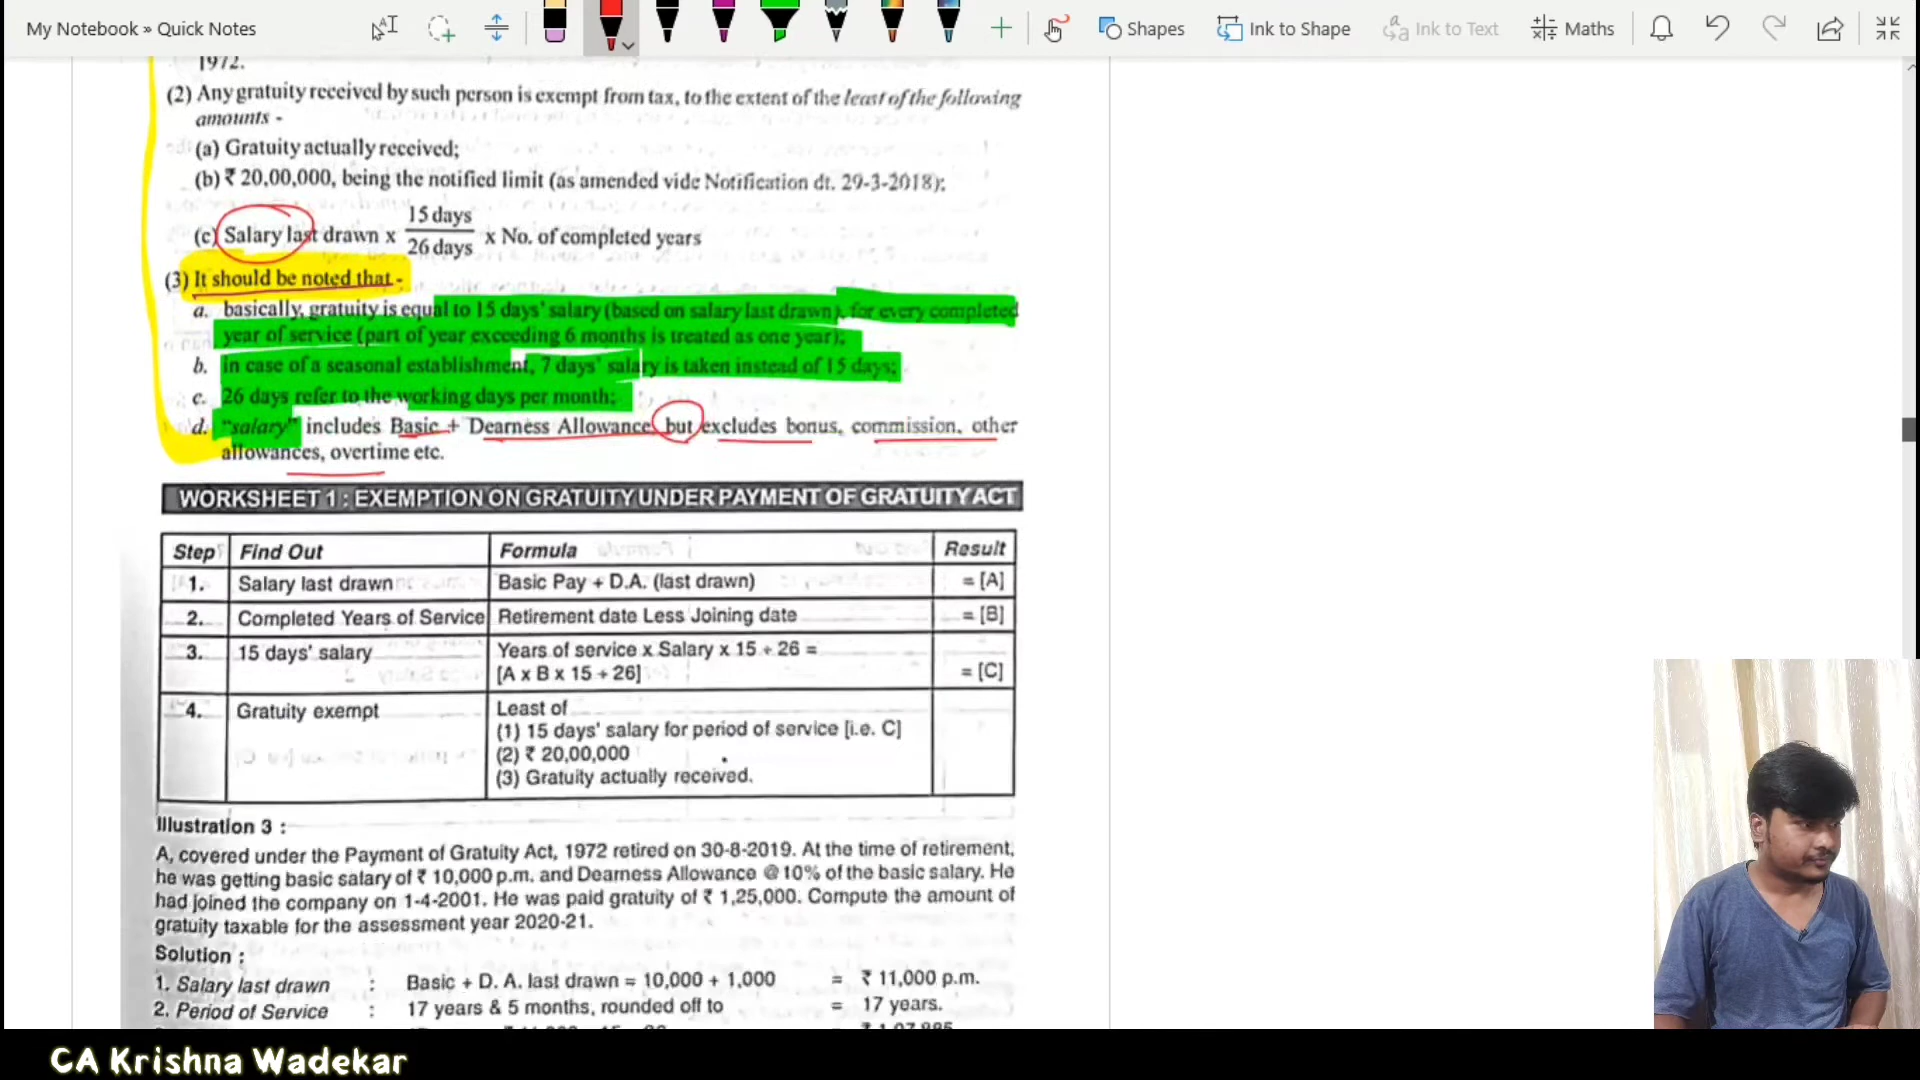 My Notebook » Quick Notes
Shapes
Ink to Shape
Ink to Text
Maths
1972.
(2) Any gratuity received by such person is exempt from tax, to the extent of the least of the following
amounts -
(a) Gratuity actually received;
(b) ₹ 20,00,000, being the notified limit (as amended vide Notification dt. 29-3-2018);
15 days
(c) Salary last drawn x ――― x No. of completed years
26 days
(3) It should be noted that -
a. basically, gratuity is equal to 15 days' salary (based on salary last drawn), for every completed
year of service (part of year exceeding 6 months is treated as one year);
b. in case of a seasonal establishment, 7 days' salary is taken instead of 15 days;
c. 26 days refer to the working days per month;
d. "salary" includes Basic + Dearness Allowance but excludes bonus, commission, other
allowances, overtime etc.
WORKSHEET 1 : EXEMPTION ON GRATUITY UNDER PAYMENT OF GRATUITY ACT
Step Find Out Formula Result
1. Salary last drawn Basic Pay + D.A. (last drawn) = [A]
2. Completed Years of Service Retirement date Less Joining date = [B]
3. 15 days' salary Years of service x Salary x 15 ÷ 26 =
[A x B x 15 ÷ 26] = [C]
4. Gratuity exempt Least of
(1) 15 days' salary for period of service [i.e. C]
(2) ₹ 20,00,000
(3) Gratuity actually received.
Illustration 3 :
A, covered under the Payment of Gratuity Act, 1972 retired on 30-8-2019. At the time of retirement,
he was getting basic salary of ₹ 10,000 p.m. and Dearness Allowance @ 10% of the basic salary. He
had joined the company on 1-4-2001. He was paid gratuity of ₹ 1,25,000. Compute the amount of
gratuity taxable for the assessment year 2020-21.
Solution :
1. Salary last drawn : Basic + D. A. last drawn = 10,000 + 1,000 = ₹ 11,000 p.m.
2. Period of Service : 17 years & 5 months, rounded off to = 17 years.
CA Krishna Wadekar